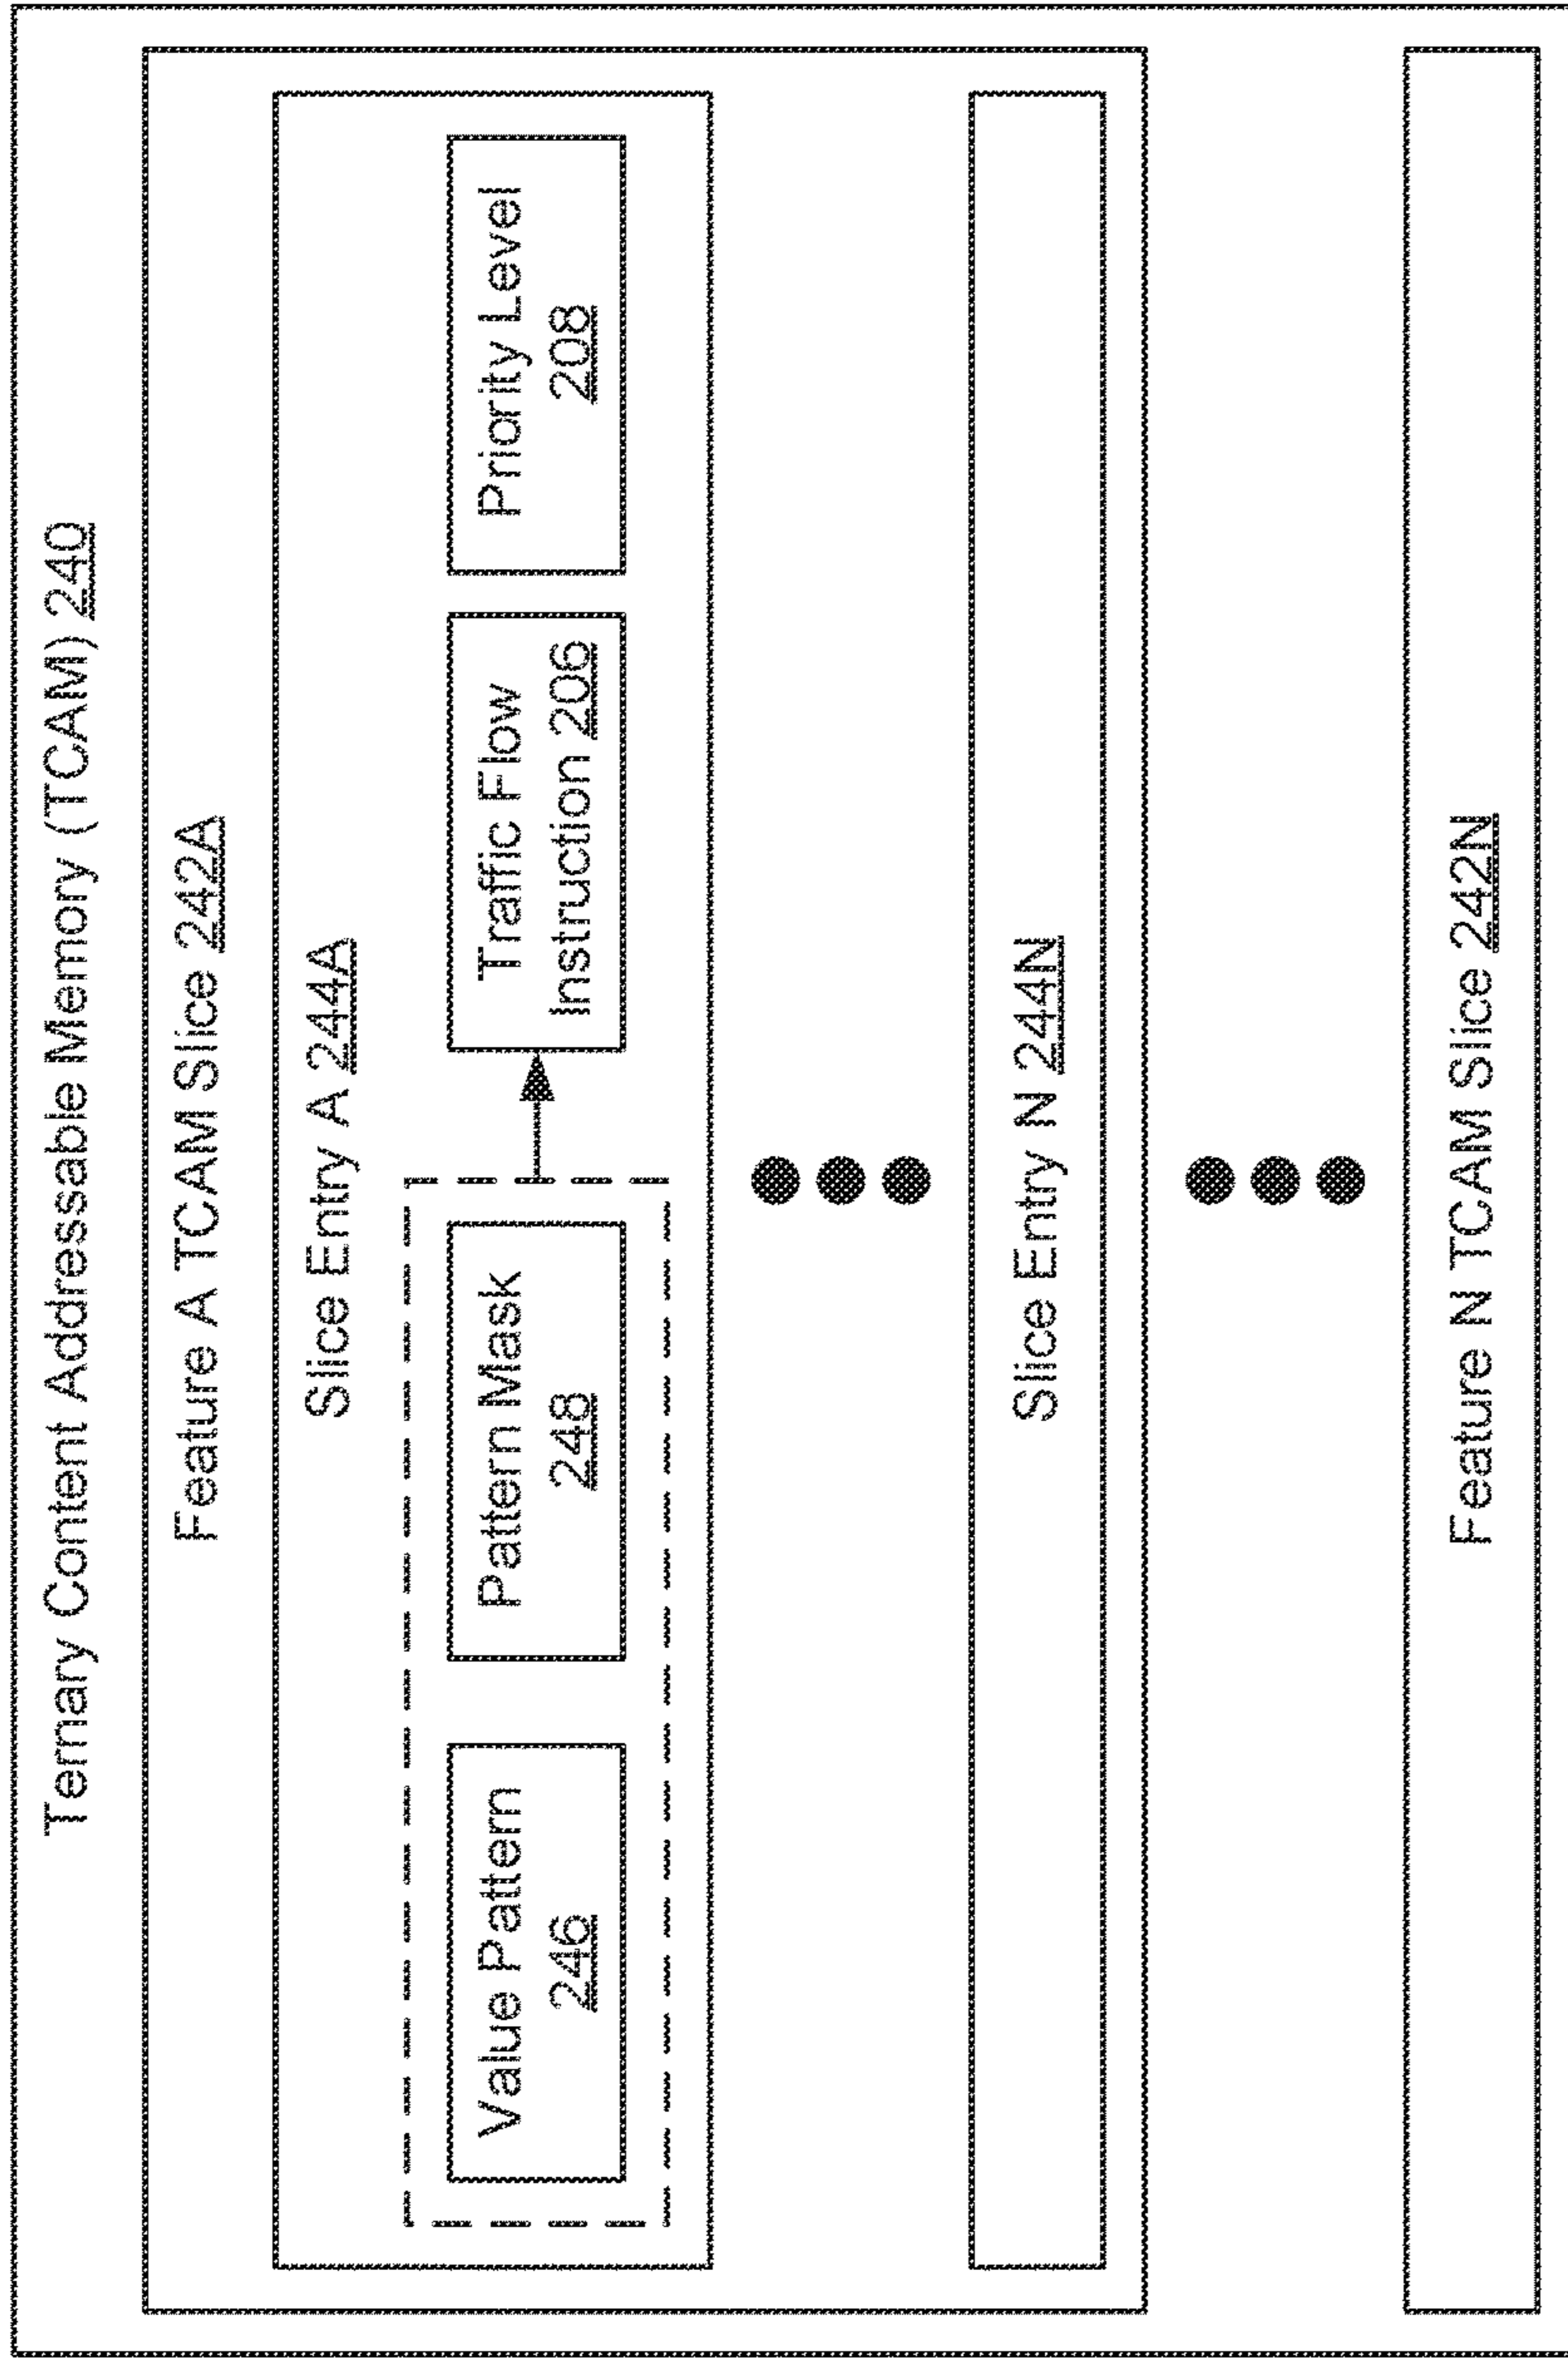 Ternary Content Addressable Memory (TCAM) 240
Feature A TCAM Slice 242A
Slice Entry A 244A
Value Pattern
246
Pattern Mask
248
Traffic Flow
Instruction 206
Priority Level
208
Slice Entry N 244N
Feature N TCAM Slice 242N